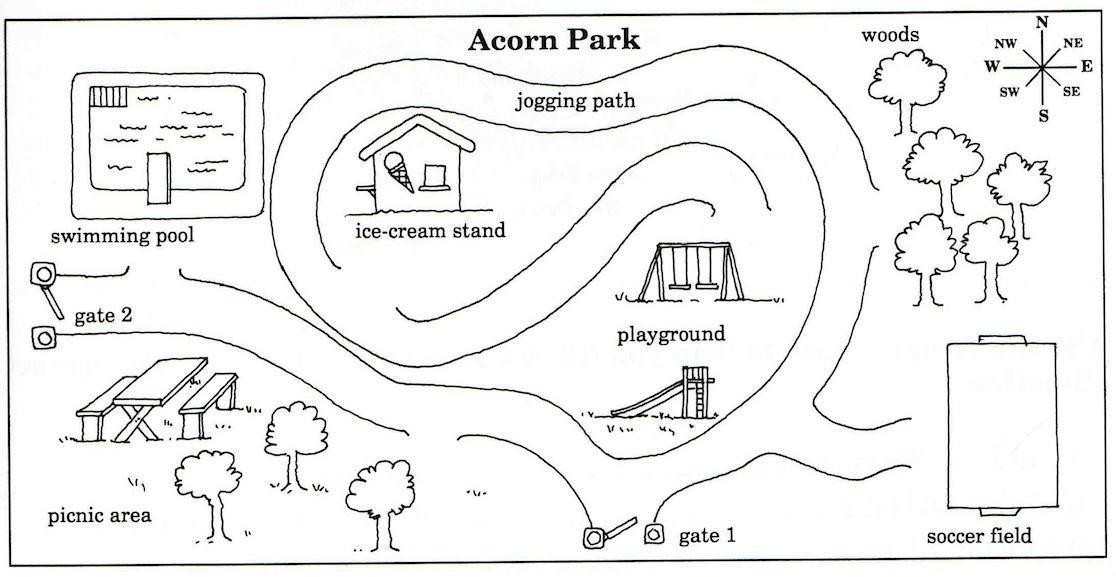 Acorn Park
woods
N
NW NE
W E
SW SE
S
jogging path
ice-cream stand
swimming pool
gate 2
playground
picnic area
gate 1
soccer field